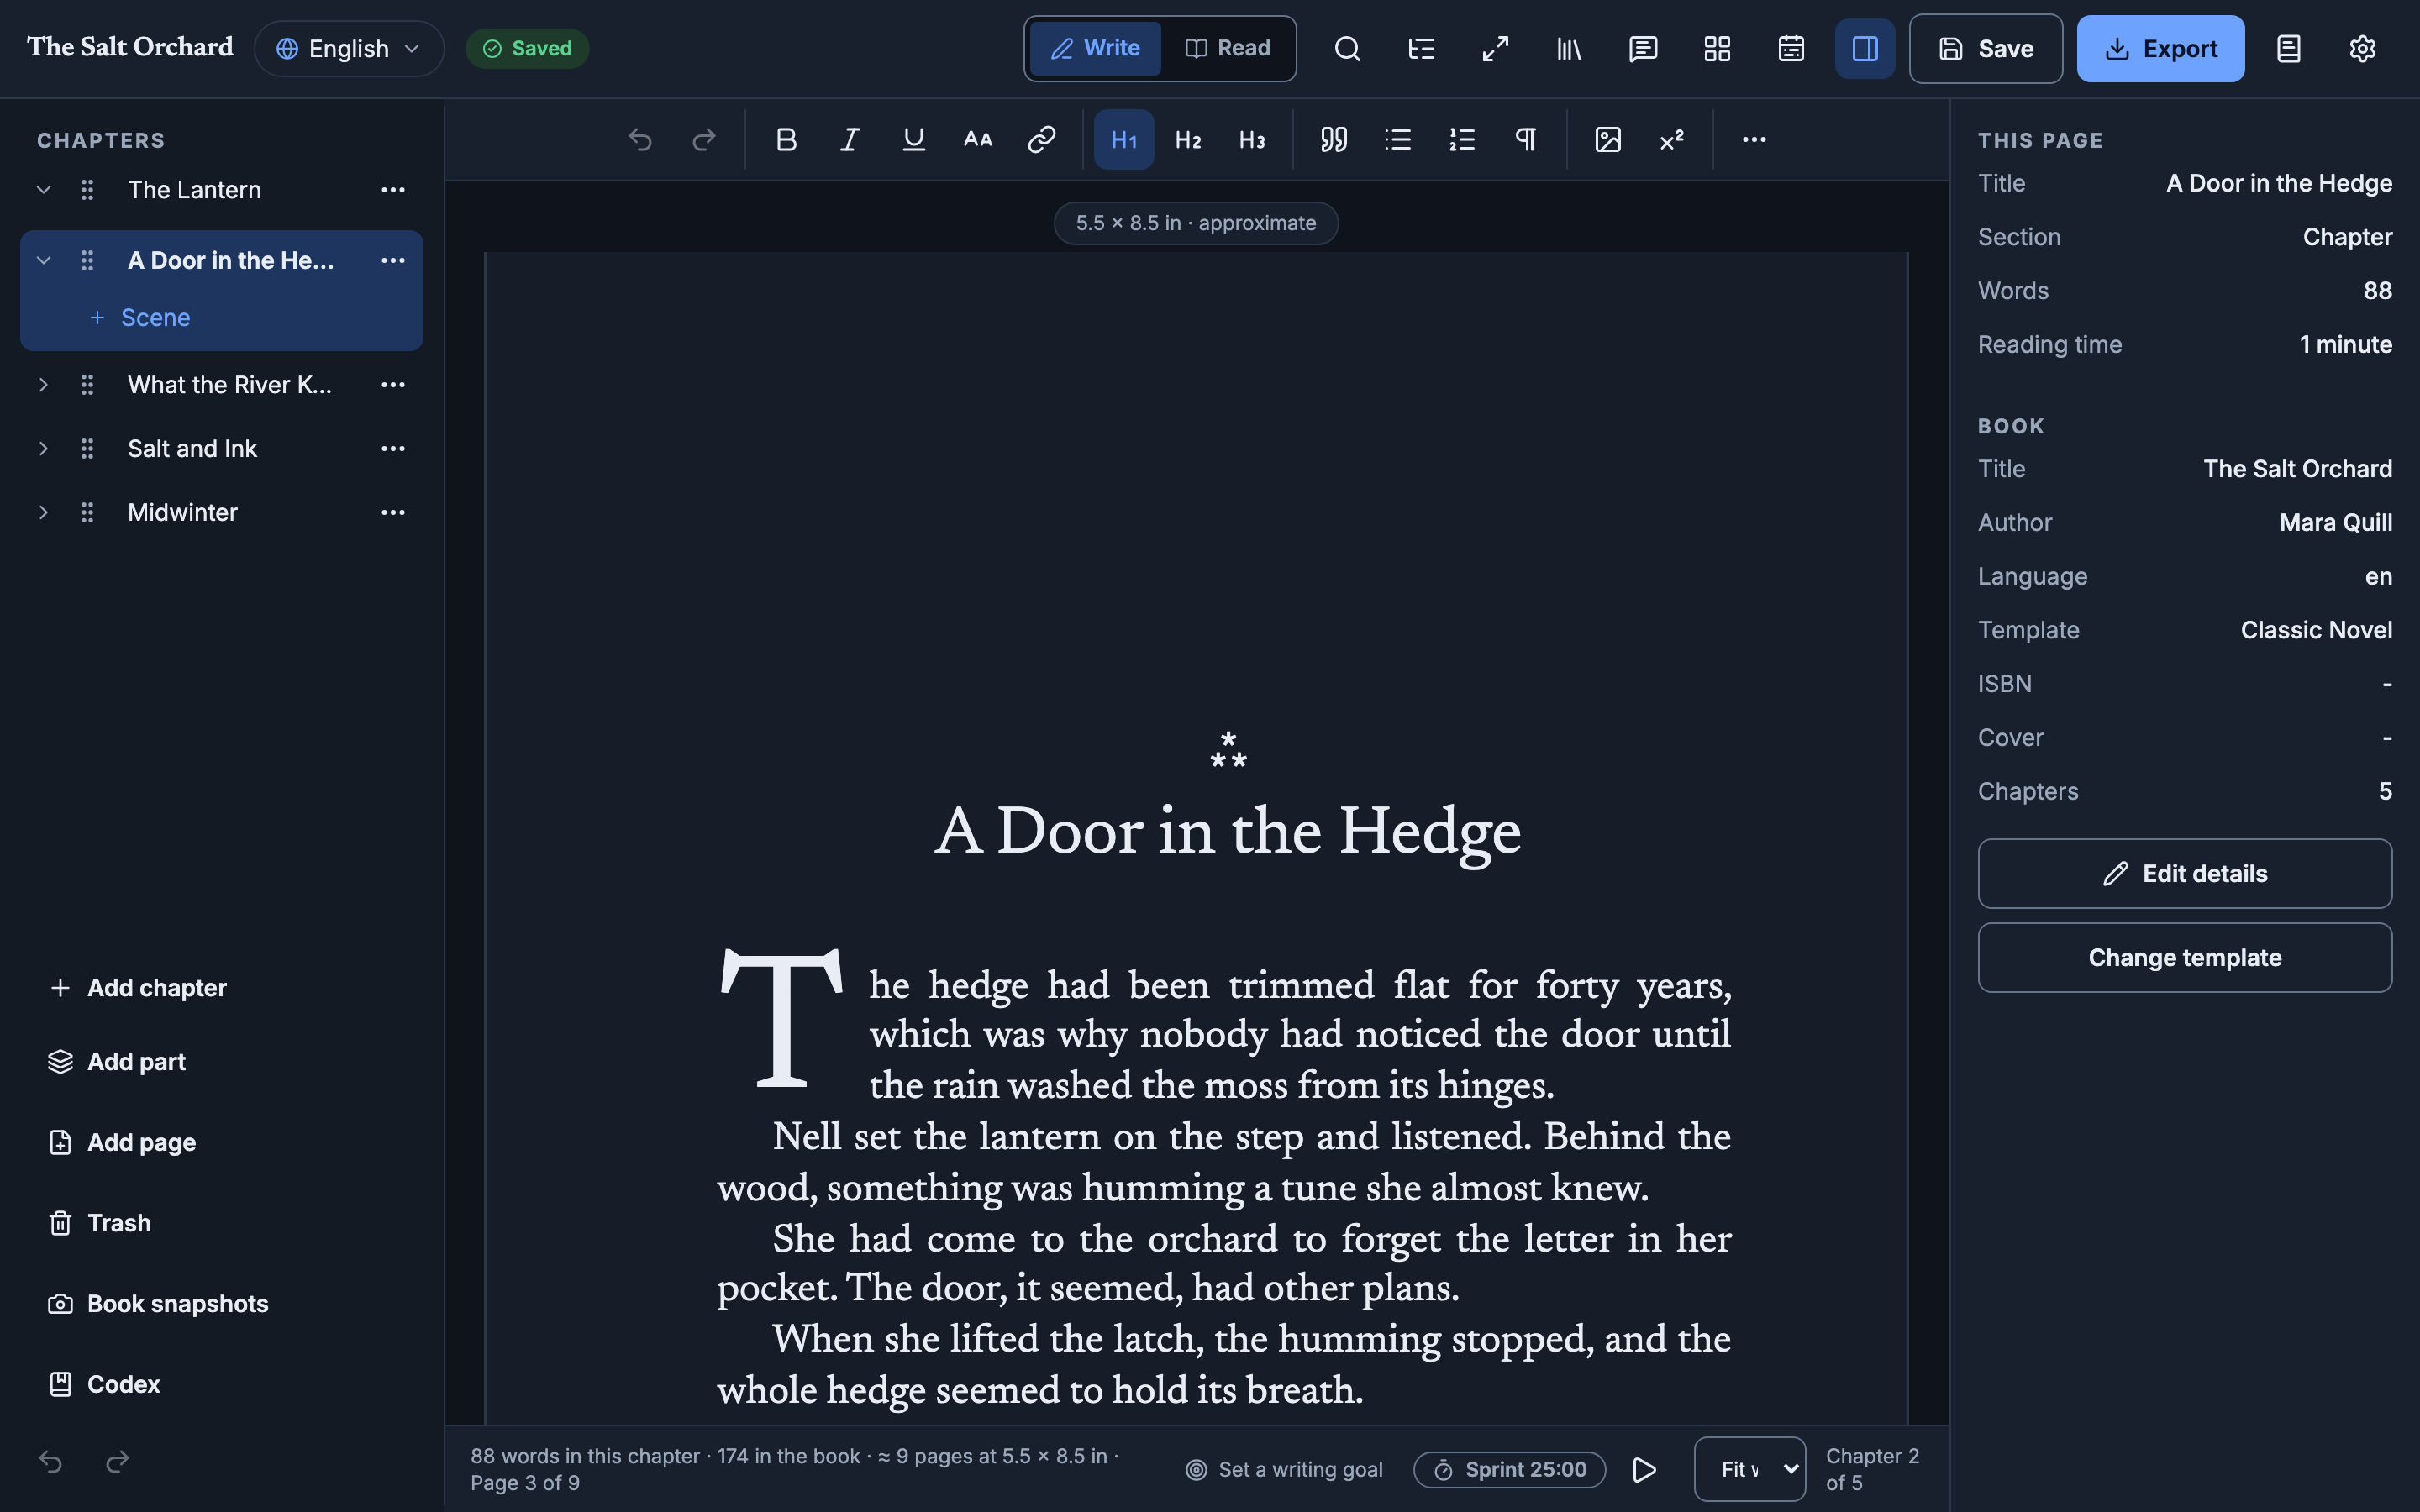 The Salt Orchard
English
Saved
Write
Read
Save
Export
CHAPTERS
The Lantern
A Door in the He...
+ Scene
What the River K...
Salt and Ink
Midwinter
Add chapter
Add part
Add page
Trash
Book snapshots
Codex
B I U AA H1 H2 H3 x²
5.5 × 8.5 in · approximate
A Door in the Hedge
The hedge had been trimmed flat for forty years,
which was why nobody had noticed the door until
the rain washed the moss from its hinges.
Nell set the lantern on the step and listened. Behind the
wood, something was humming a tune she almost knew.
She had come to the orchard to forget the letter in her
pocket. The door, it seemed, had other plans.
When she lifted the latch, the humming stopped, and the
whole hedge seemed to hold its breath.
88 words in this chapter · 174 in the book · ≈ 9 pages at 5.5 × 8.5 in ·
Page 3 of 9
Set a writing goal
Sprint 25:00
Fit
Chapter 2
of 5
THIS PAGE
Title A Door in the Hedge
Section Chapter
Words 88
Reading time 1 minute
BOOK
Title The Salt Orchard
Author Mara Quill
Language en
Template Classic Novel
ISBN -
Cover -
Chapters 5
Edit details
Change template